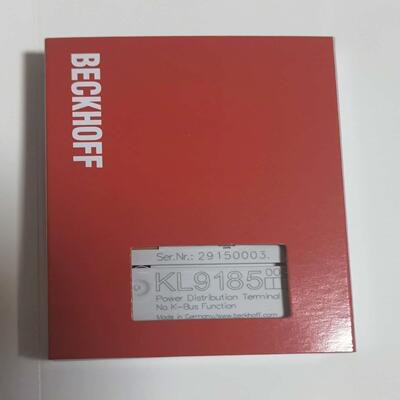 BECKHOFF
Ser.Nr.: 29150003.
KL9185
Power Distribution Terminal
No K-Bus Function
Made in Germany/www.beckhoff.com